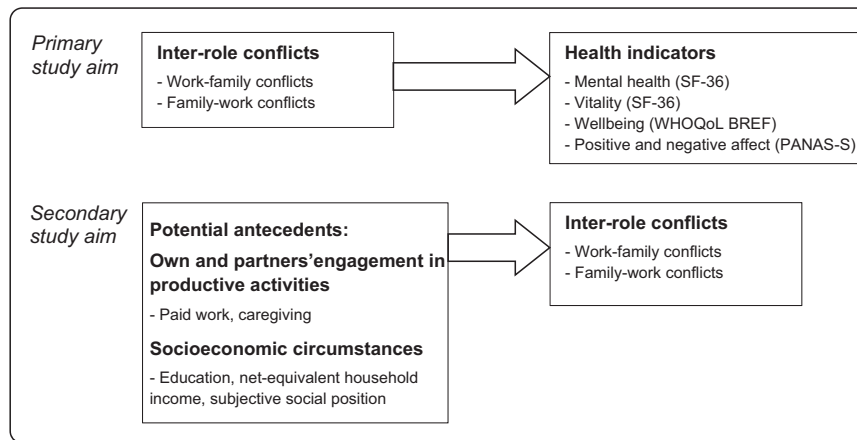 Primary
study aim
Inter-role conflicts
- Work-family conflicts
- Family-work conflicts
Health indicators
- Mental health (SF-36)
- Vitality (SF-36)
- Wellbeing (WHOQoL BREF)
- Positive and negative affect (PANAS-S)
Secondary
study aim
Potential antecedents:
Own and partners’engagement in
productive activities
- Paid work, caregiving
Socioeconomic circumstances
- Education, net-equivalent household
income, subjective social position
Inter-role conflicts
- Work-family conflicts
- Family-work conflicts